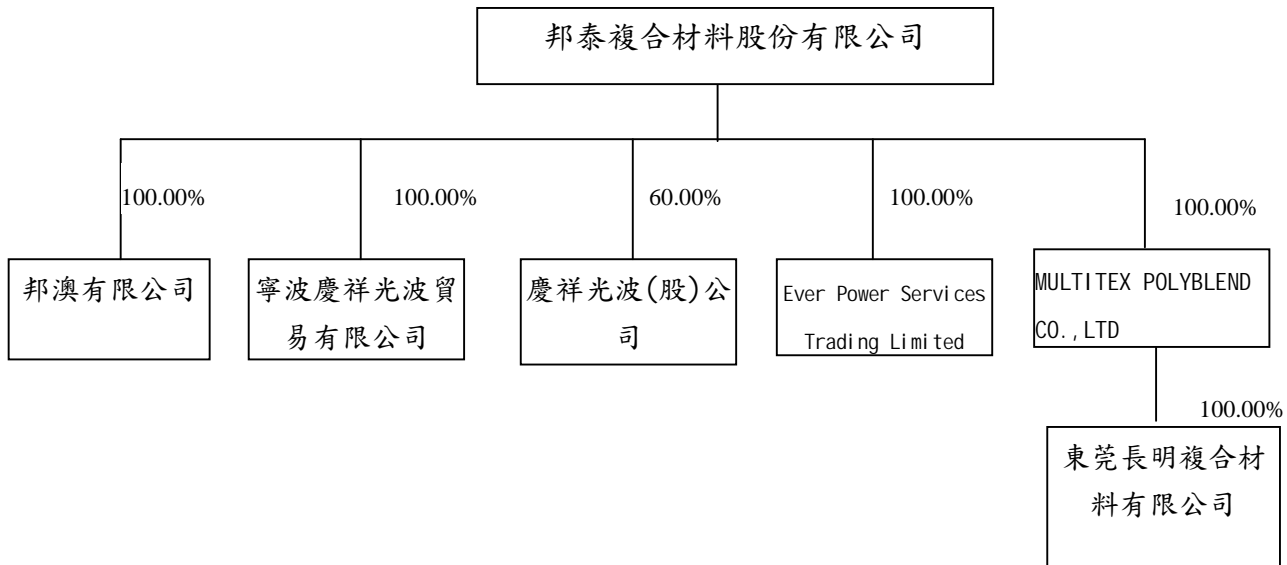 邦泰複合材料股份有限公司
100.00%
100.00%
60.00%
100.00%
100.00%
邦澳有限公司
寧波慶祥光波貿
易有限公司
慶祥光波(股)公
司
Ever Power Services
Trading Limited
MULTITEX POLYBLEND
CO.,LTD
100.00%
東莞長明複合材
料有限公司